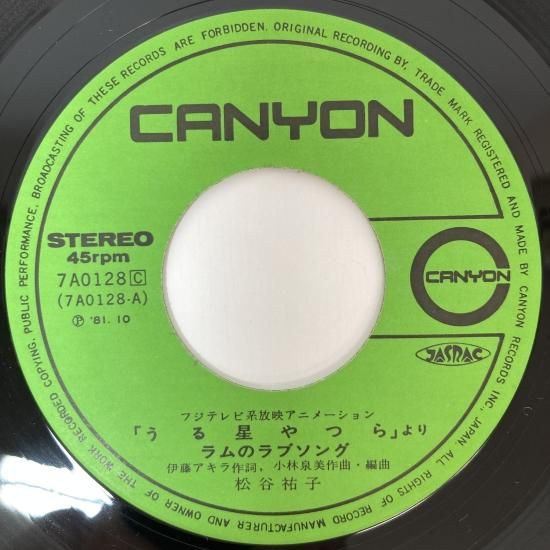 ALL RIGHTS OF RECORD MANUFACTURER AND OWNER OF THE WORK RECORDED COPYING, PUBLIC PERFORMANCE, BROADCASTING OF THESE RECORDS ARE FORBIDDEN. ORIGINAL RECORDING BY, TRADE MARK REGISTERED AND MADE BY CANYON RECORDS INC., JAPAN.
CANYON
STEREO
45rpm
7A0128 C
(7A0128-A)
Ⓟ '81. 10
CANYON
JASRAC
フジテレビ系放映アニメーション
「うる星やつら」より
ラムのラブソング
伊藤アキラ作詞, 小林泉美作曲・編曲
松谷祐子